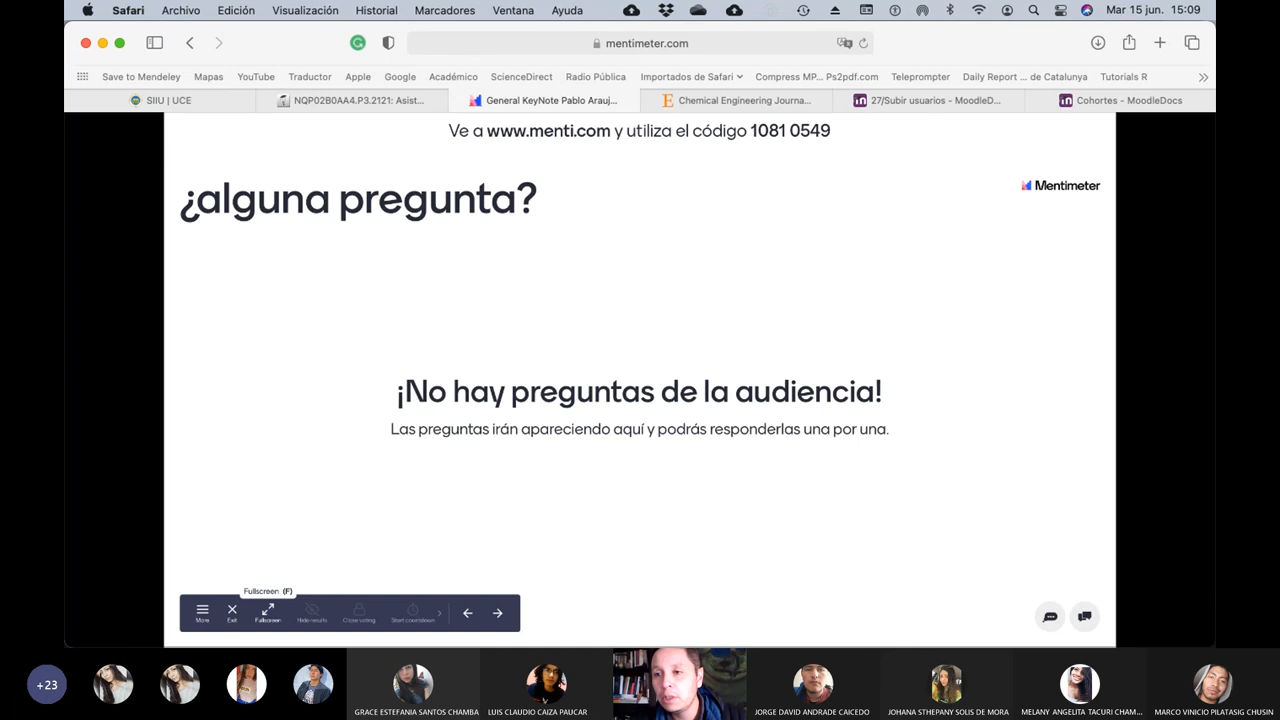 Safari Archivo Edición Visualización Historial Marcadores Ventana Ayuda Mar 15 jun. 15:09
mentimeter.com
Save to Mendeley Mapas YouTube Traductor Apple Google Académico ScienceDirect Radio Pública Importados de Safari Compress MP... Ps2pdf.com Teleprompter Daily Report ... de Catalunya Tutorials R
SIIU | UCE NQP02B0AA4.P3.2121: Asist... General KeyNote Pablo Arauj... Chemical Engineering Journa... 27/Subir usuarios - MoodleD... Cohortes - MoodleDocs
Ve a www.menti.com y utiliza el código 1081 0549
¿alguna pregunta?
Mentimeter
¡No hay preguntas de la audiencia!
Las preguntas irán apareciendo aquí y podrás responderlas una por una.
Fullscreen (F)
More Exit Fullscreen Hide results Close voting Start countdown
+23
GRACE ESTEFANIA SANTOS CHAMBA LUIS CLAUDIO CAIZA PAUCAR JORGE DAVID ANDRADE CAICEDO JOHANA STHEPANY SOLIS DE MORA MELANY ANGELITA TACURI CHAM... MARCO VINICIO PILATASIG CHUSIN